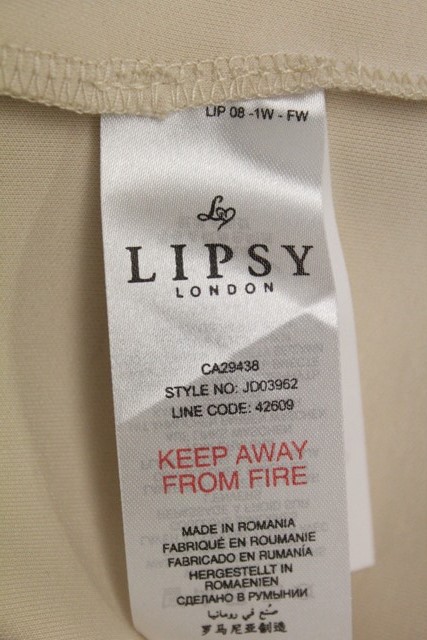 LIP 08 -1W - FW
LIPSY
LONDON
CA29438
STYLE NO: JD03962
LINE CODE: 42609
KEEP AWAY
FROM FIRE
MADE IN ROMANIA
FABRIQUÉ EN ROUMANIE
FABRICADO EN RUMANÍA
HERGESTELLT IN
ROMAENIEN
СДЕЛАНО В РУМЫНИИ
صُنع في رومانيا
罗马尼亚制造